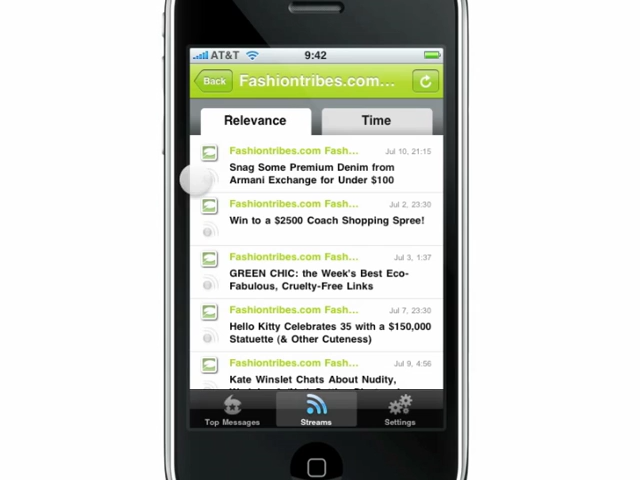 AT&T 9:42
Back Fashiontribes.com...
Relevance Time
Fashiontribes.com Fash... Jul 10, 21:15
Snag Some Premium Denim from
Armani Exchange for Under $100
Fashiontribes.com Fash... Jul 2, 23:30
Win to a $2500 Coach Shopping Spree!
Fashiontribes.com Fash... Jul 3, 1:37
GREEN CHIC: the Week's Best Eco-
Fabulous, Cruelty-Free Links
Fashiontribes.com Fash... Jul 7, 23:30
Hello Kitty Celebrates 35 with a $150,000
Statuette (& Other Cuteness)
Fashiontribes.com Fash... Jul 9, 4:56
Kate Winslet Chats About Nudity,
Top Messages Streams Settings